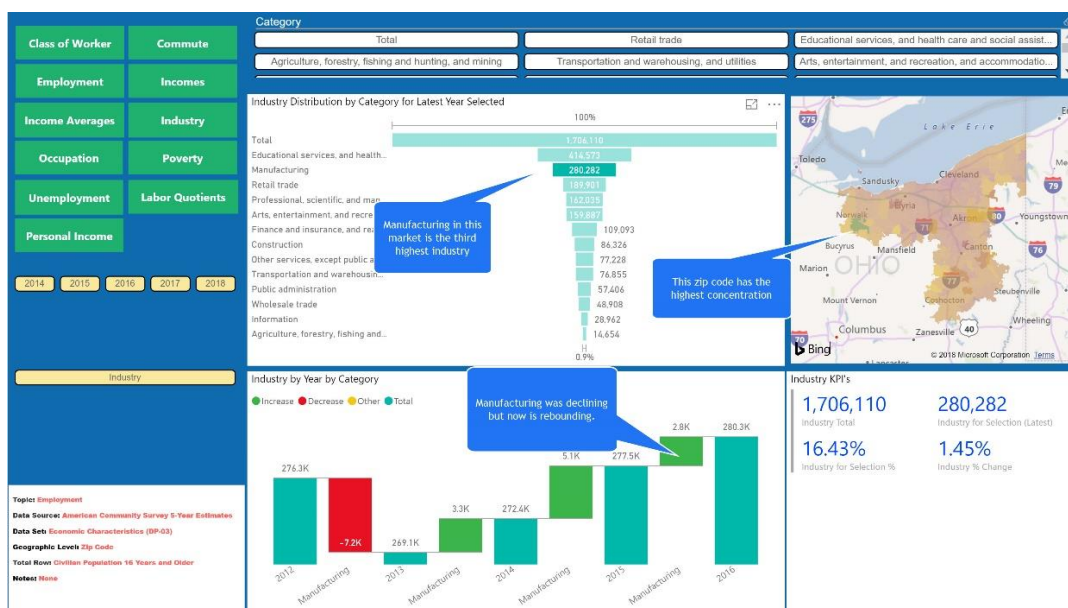 Class of Worker
Commute
Employment
Incomes
Income Averages
Industry
Occupation
Poverty
Unemployment
Labor Quotients
Personal Income
2014
2015
2016
2017
2018
Industry
Topic: Employment
Data Source: American Community Survey 5-Year Estimates
Data Set: Economic Characteristics (DP-03)
Geographic Level: Zip Code
Total Row: Civilian Population 16 Years and Older
Notes: None
Category
Total
Retail trade
Educational services, and health care and social assist...
Agriculture, forestry, fishing and hunting, and mining
Transportation and warehousing, and utilities
Arts, entertainment, and recreation, and accommodatio...
Industry Distribution by Category for Latest Year Selected
100%
Total
1,706,110
Educational services, and health...
414,573
Manufacturing
280,282
Retail trade
189,901
Professional, scientific, and man...
162,035
Arts, entertainment, and recre
159,887
Finance and insurance, and rea
109,093
Construction
86,326
Other services, except public a
77,228
Transportation and warehousin...
76,855
Public administration
57,406
Wholesale trade
48,908
Information
28,962
Agriculture, forestry, fishing and...
14,654
0.9%
Manufacturing in this
market is the third
highest industry
275
Lake Erie
Toledo
Sandusky
Cleveland
79
Norwalk
Elyria
Akron
80
Youngstown
71
Bucyrus
Mansfield
Canton
76
Marion
OHIO
77
Steubenville
Mount Vernon
Coshocton
Wheeling
Columbus
Zanesville
40
70
Bing
© 2018 Microsoft Corporation Terms
This zip code has the
highest concentration
Industry by Year by Category
Increase
Decrease
Other
Total
276.3K
-7.2K
269.1K
3.3K
272.4K
5.1K
277.5K
2.8K
280.3K
2012
Manufacturing
2013
Manufacturing
2014
Manufacturing
2015
Manufacturing
2016
Manufacturing was declining
but now is rebounding.
Industry KPI's
1,706,110
Industry Total
280,282
Industry for Selection (Latest)
16.43%
Industry for Selection %
1.45%
Industry % Change